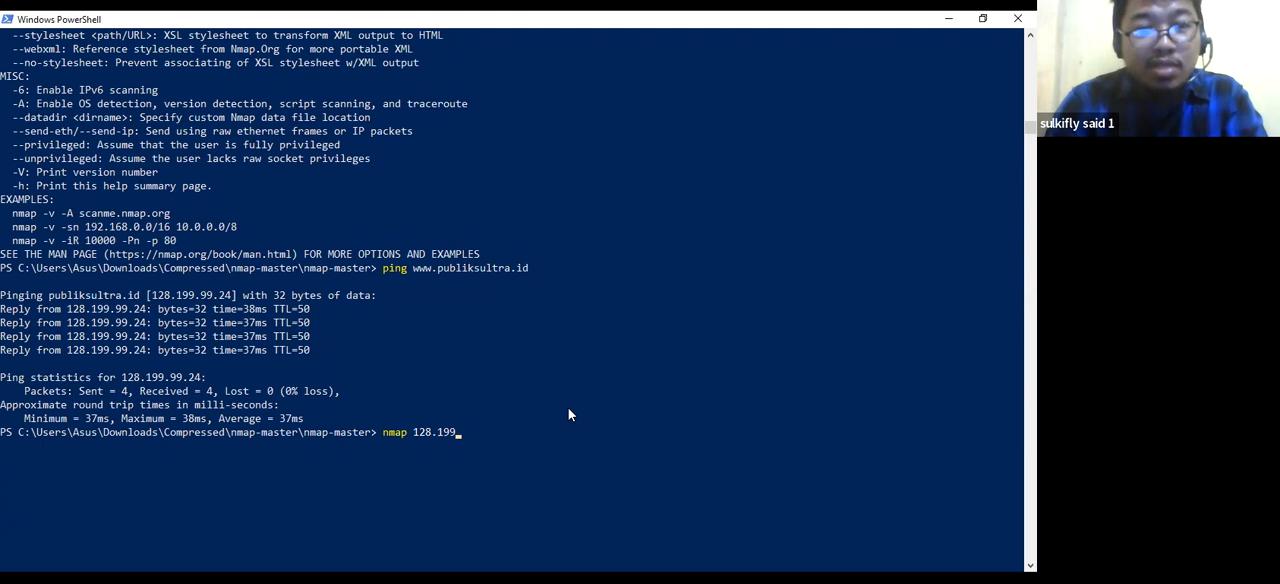 Windows PowerShell
--stylesheet <path/URL>: XSL stylesheet to transform XML output to HTML
--webxml: Reference stylesheet from Nmap.Org for more portable XML
--no-stylesheet: Prevent associating of XSL stylesheet w/XML output
MISC:
-6: Enable IPv6 scanning
-A: Enable OS detection, version detection, script scanning, and traceroute
--datadir <dirname>: Specify custom Nmap data file location
--send-eth/--send-ip: Send using raw ethernet frames or IP packets
--privileged: Assume that the user is fully privileged
--unprivileged: Assume the user lacks raw socket privileges
-V: Print version number
-h: Print this help summary page.
EXAMPLES:
nmap -v -A scanme.nmap.org
nmap -v -sn 192.168.0.0/16 10.0.0.0/8
nmap -v -iR 10000 -Pn -p 80
SEE THE MAN PAGE (https://nmap.org/book/man.html) FOR MORE OPTIONS AND EXAMPLES
PS C:\Users\Asus\Downloads\Compressed\nmap-master\nmap-master> ping www.publiksultra.id
Pinging publiksultra.id [128.199.99.24] with 32 bytes of data:
Reply from 128.199.99.24: bytes=32 time=38ms TTL=50
Reply from 128.199.99.24: bytes=32 time=37ms TTL=50
Reply from 128.199.99.24: bytes=32 time=37ms TTL=50
Reply from 128.199.99.24: bytes=32 time=37ms TTL=50
Ping statistics for 128.199.99.24:
Packets: Sent = 4, Received = 4, Lost = 0 (0% loss),
Approximate round trip times in milli-seconds:
Minimum = 37ms, Maximum = 38ms, Average = 37ms
PS C:\Users\Asus\Downloads\Compressed\nmap-master\nmap-master> nmap 128.199
sulkifly said 1